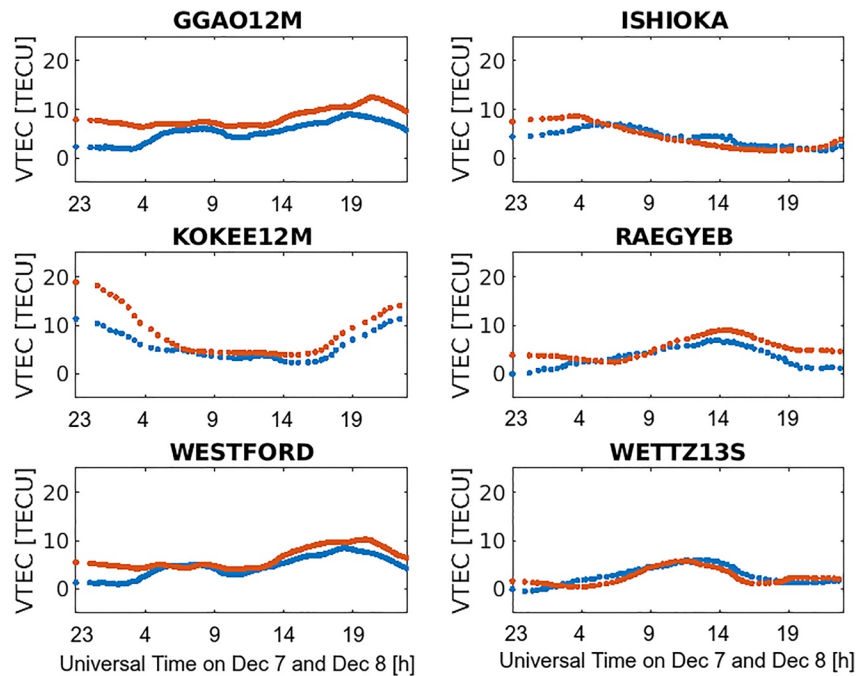 GGAO12M
VTEC [TECU]
20
10
0
23 4 9 14 19
ISHIOKA
VTEC [TECU]
20
10
0
23 4 9 14 19
KOKEE12M
VTEC [TECU]
20
10
0
23 4 9 14 19
RAEGYEB
VTEC [TECU]
20
10
0
23 4 9 14 19
WESTFORD
VTEC [TECU]
20
10
0
23 4 9 14 19
Universal Time on Dec 7 and Dec 8 [h]
WETTZ13S
VTEC [TECU]
20
10
0
23 4 9 14 19
Universal Time on Dec 7 and Dec 8 [h]